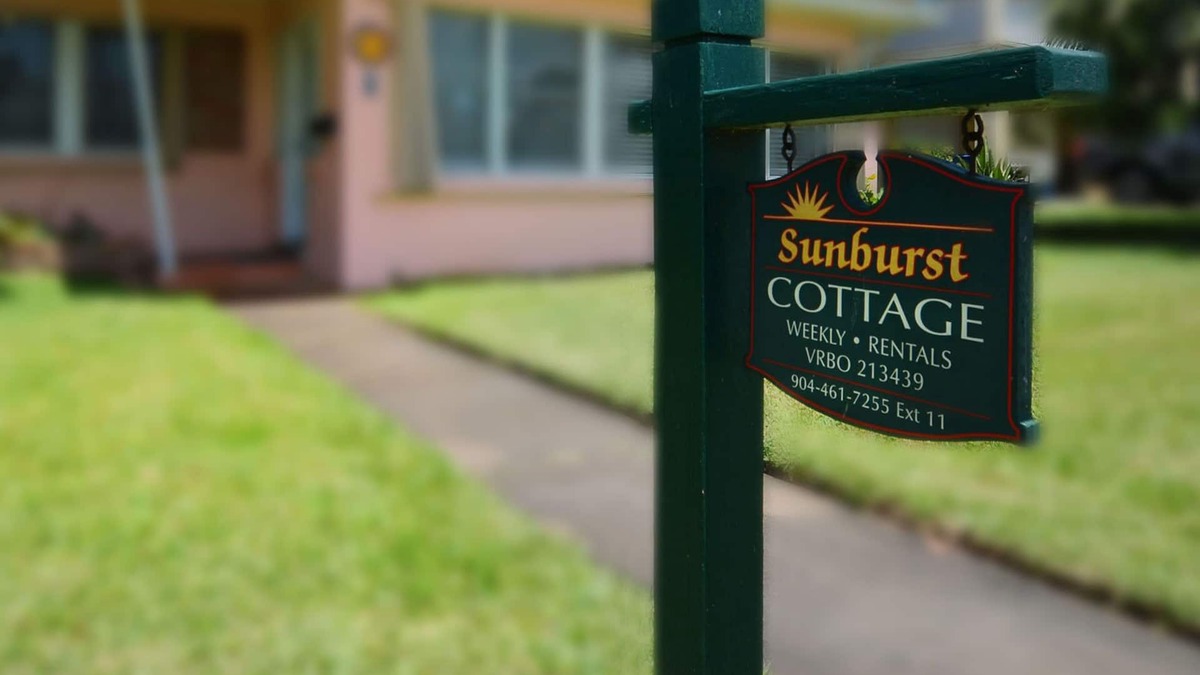 Sunburst
COTTAGE
WEEKLY • RENTALS
VRBO 213439
904-461-7255 Ext 11